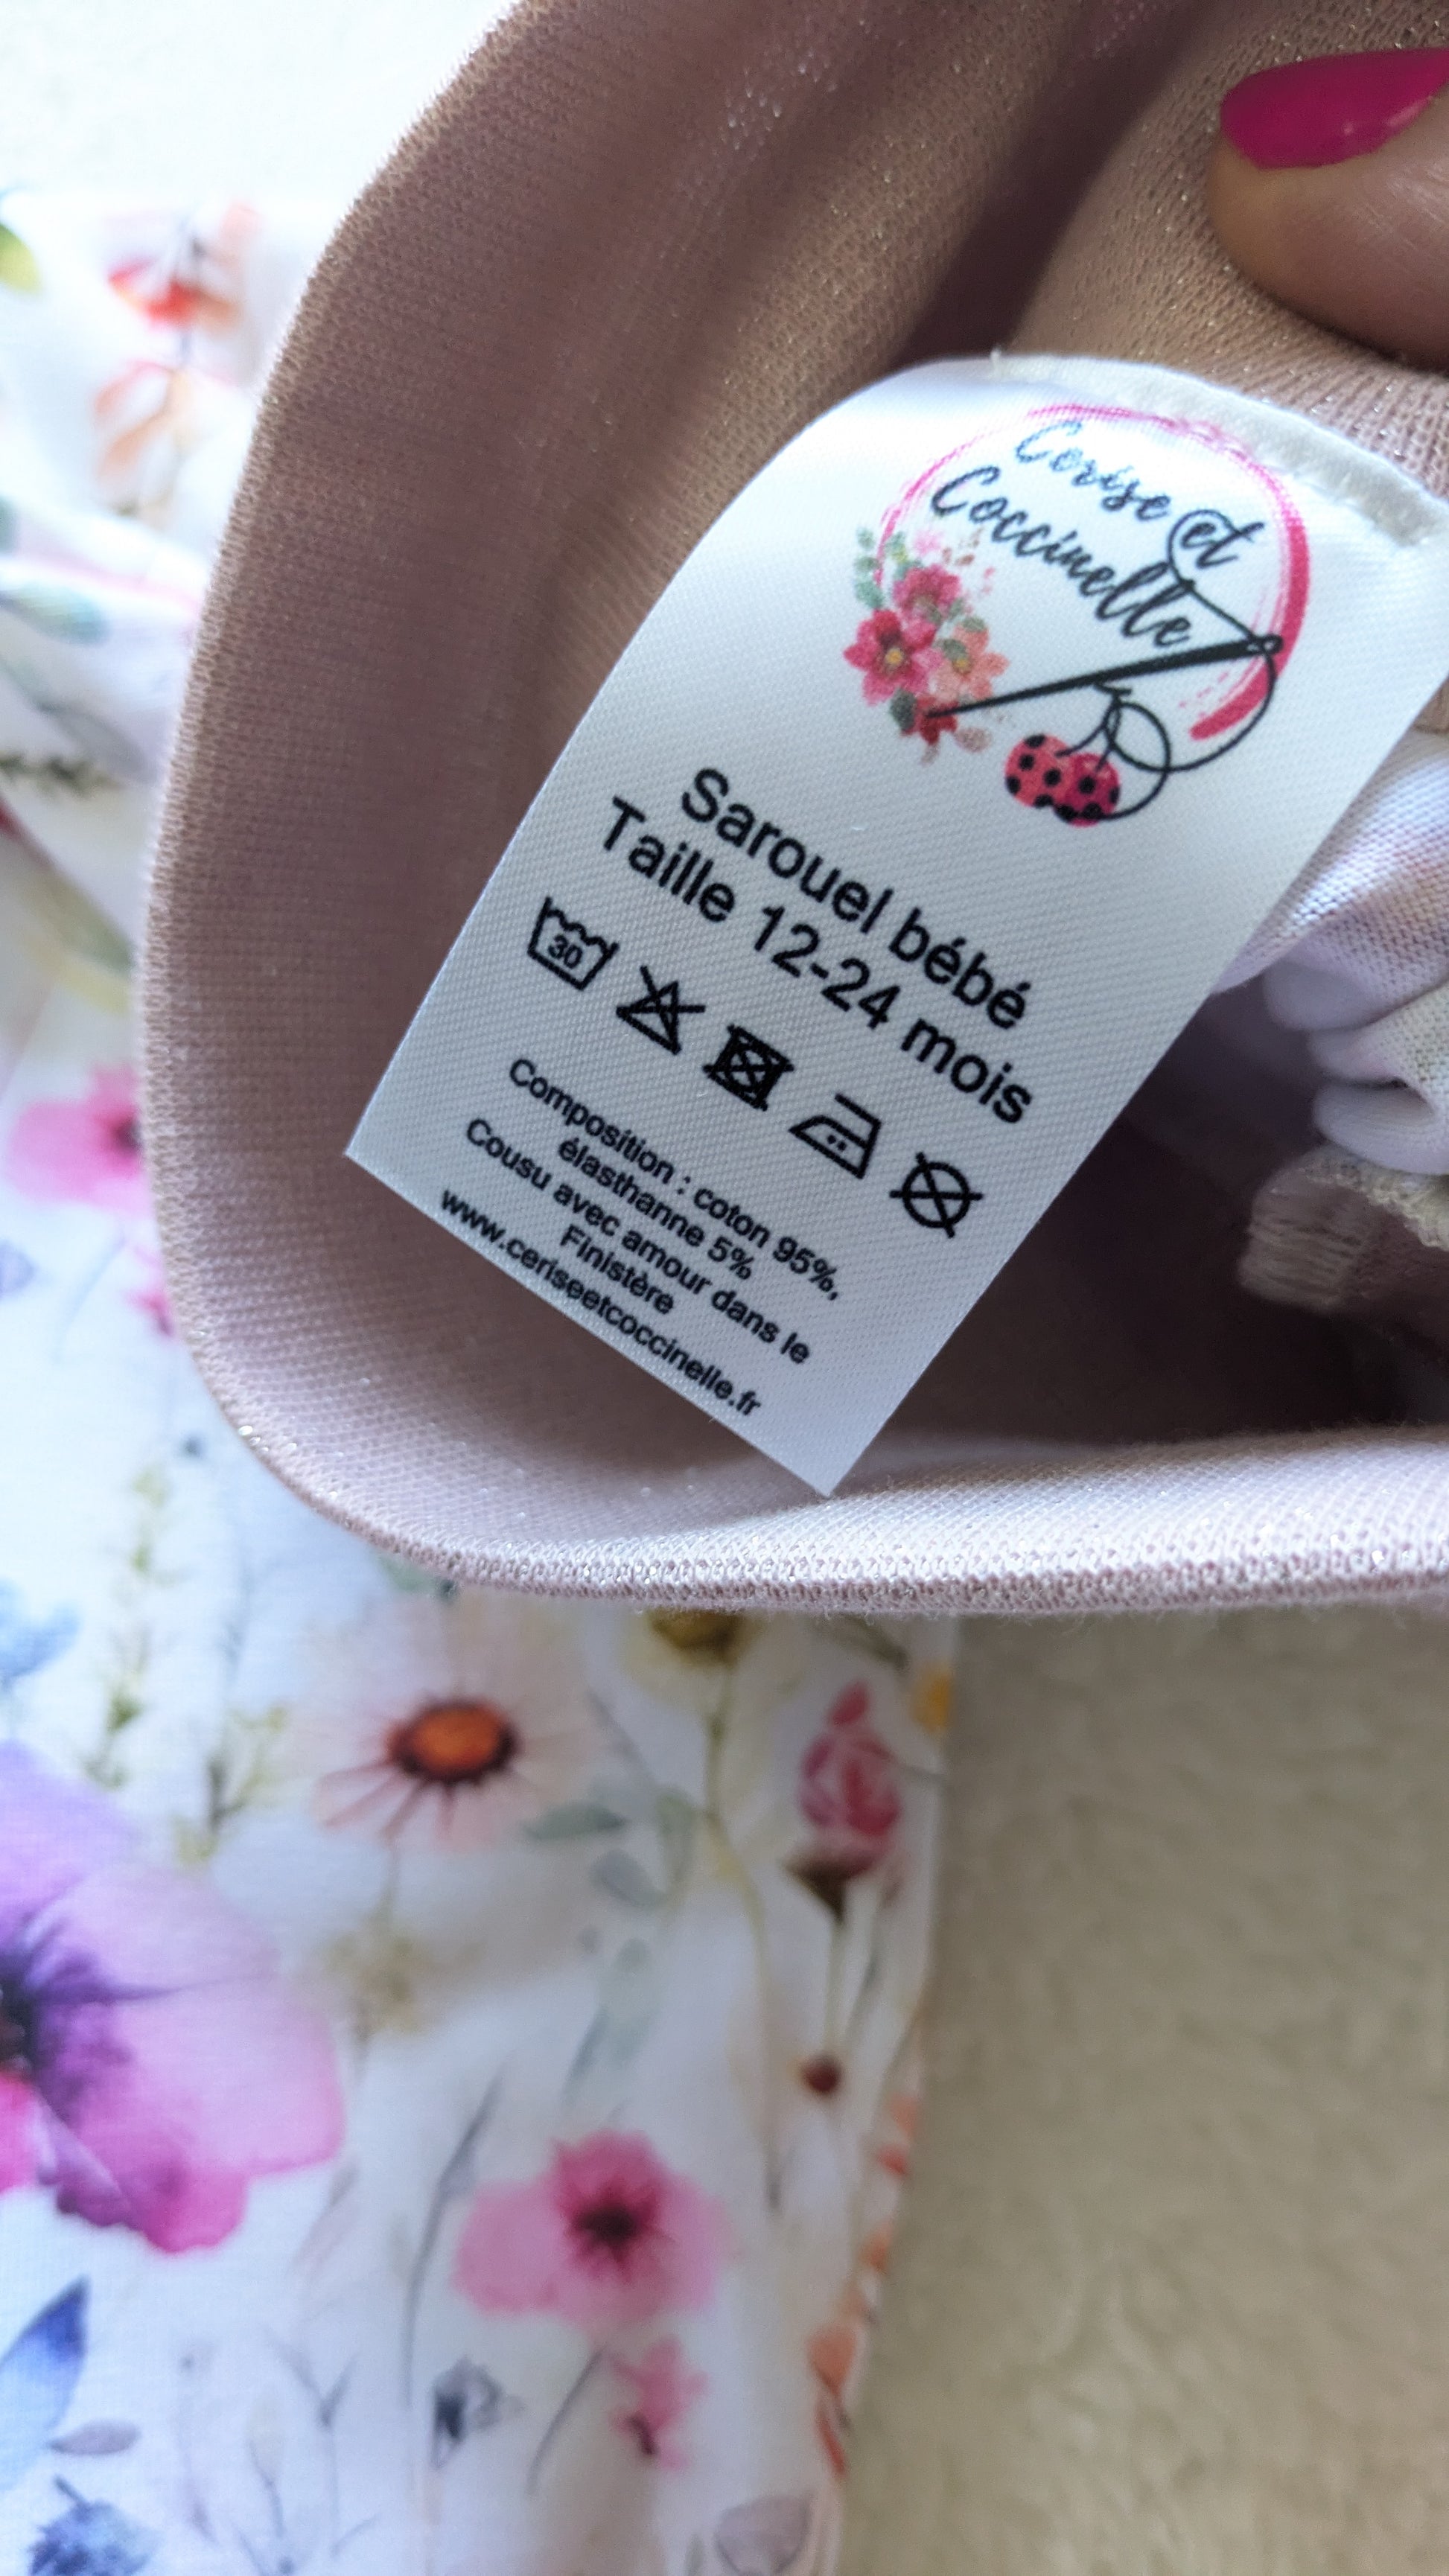 Cerise et
Coccinelle
Sarouel bébé
Taille 12-24 mois
30
Composition : coton 95%,
élasthanne 5%
Cousu avec amour dans le
Finistère
www.ceriseetcoccinelle.fr